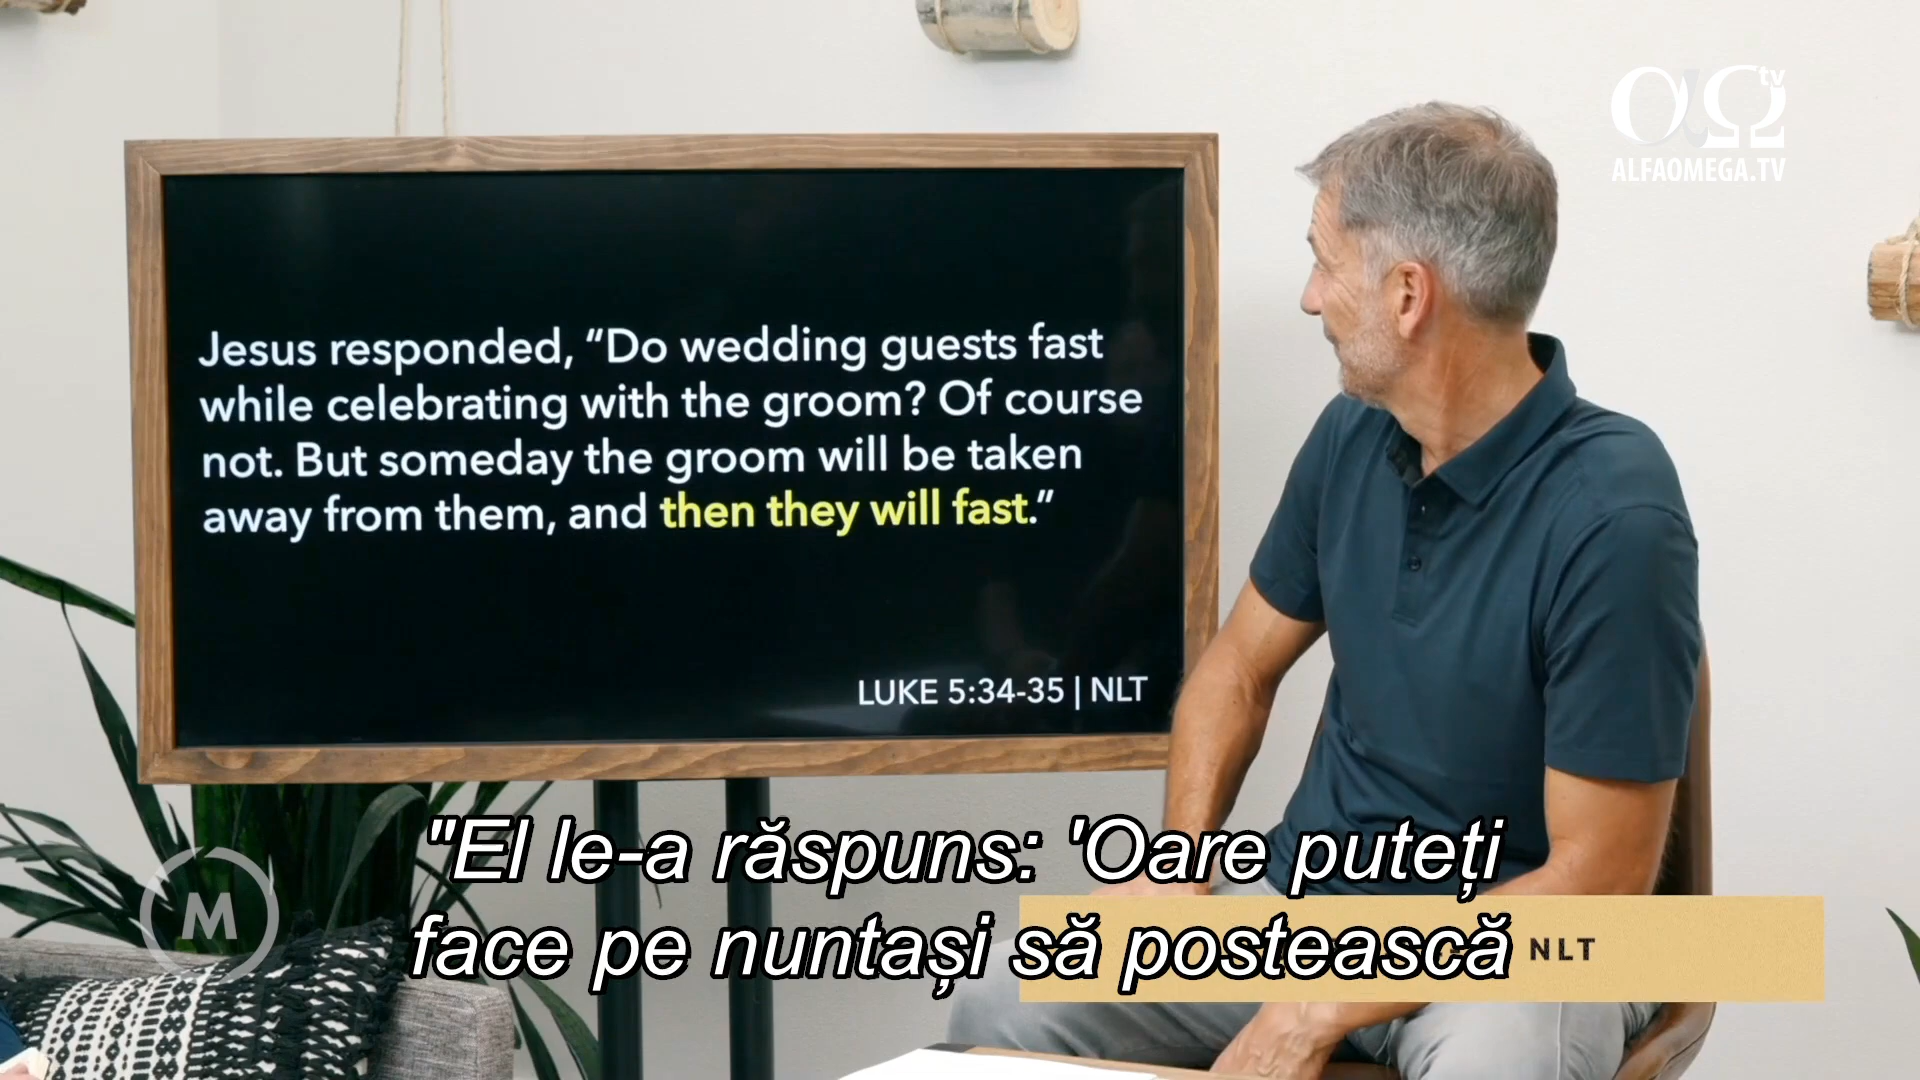 tv
ALFAOMEGA.TV
Jesus responded, “Do wedding guests fast
while celebrating with the groom? Of course
not. But someday the groom will be taken
away from them, and then they will fast.”
LUKE 5:34-35 | NLT
"El le-a răspuns: 'Oare puteți
face pe nuntași să postească
NLT
M